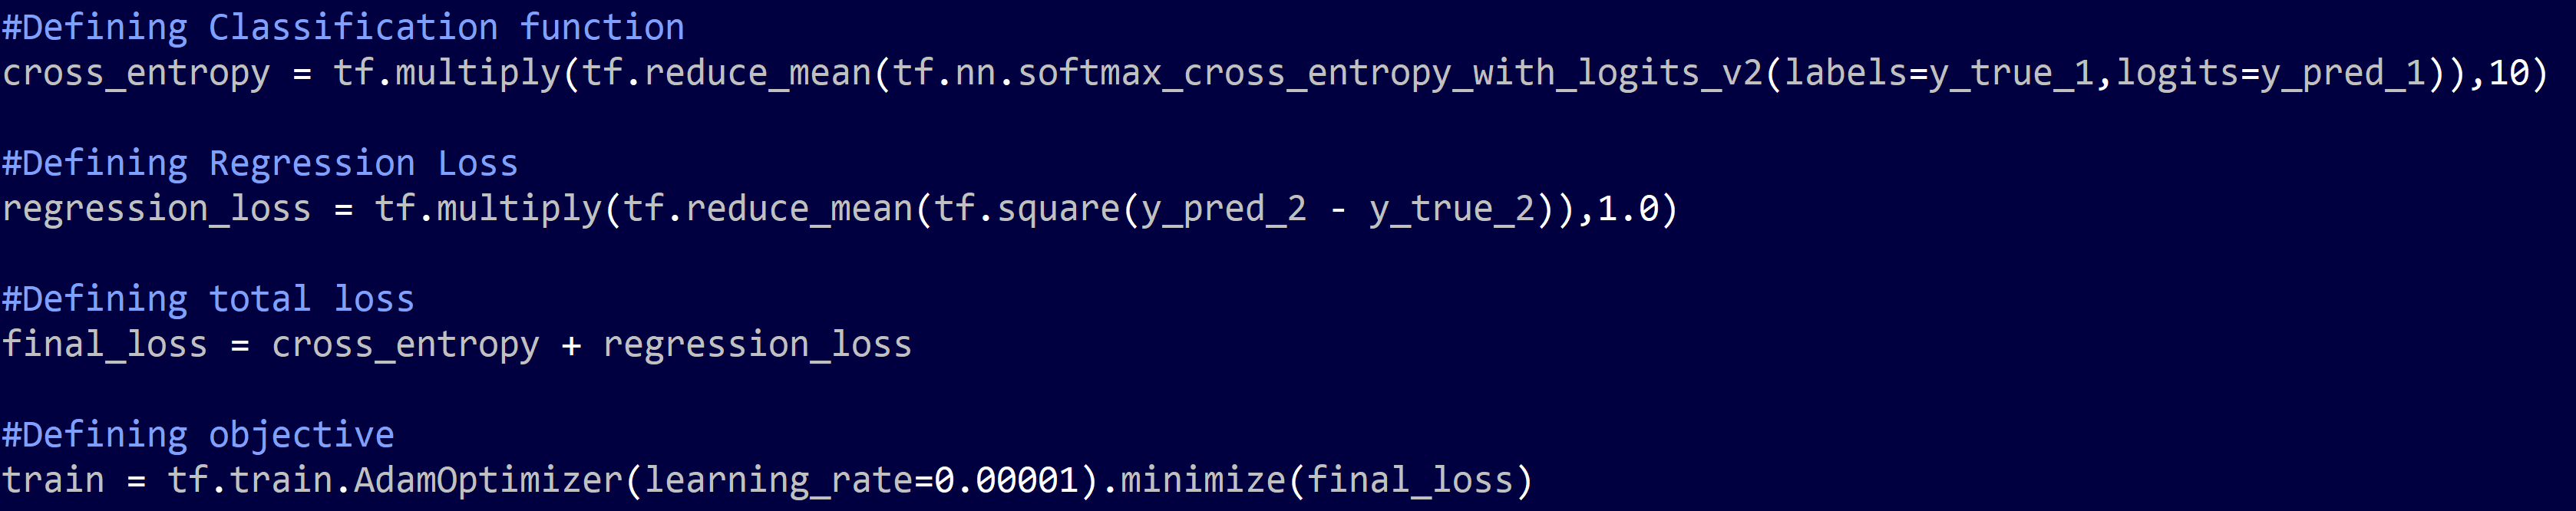 #Defining Classification function
cross_entropy = tf.multiply(tf.reduce_mean(tf.nn.softmax_cross_entropy_with_logits_v2(labels=y_true_1,logits=y_pred_1)),10)
#Defining Regression Loss
regression_loss = tf.multiply(tf.reduce_mean(tf.square(y_pred_2 - y_true_2)),1.0)
#Defining total loss
final_loss = cross_entropy + regression_loss
#Defining objective
train = tf.train.AdamOptimizer(learning_rate=0.00001).minimize(final_loss)